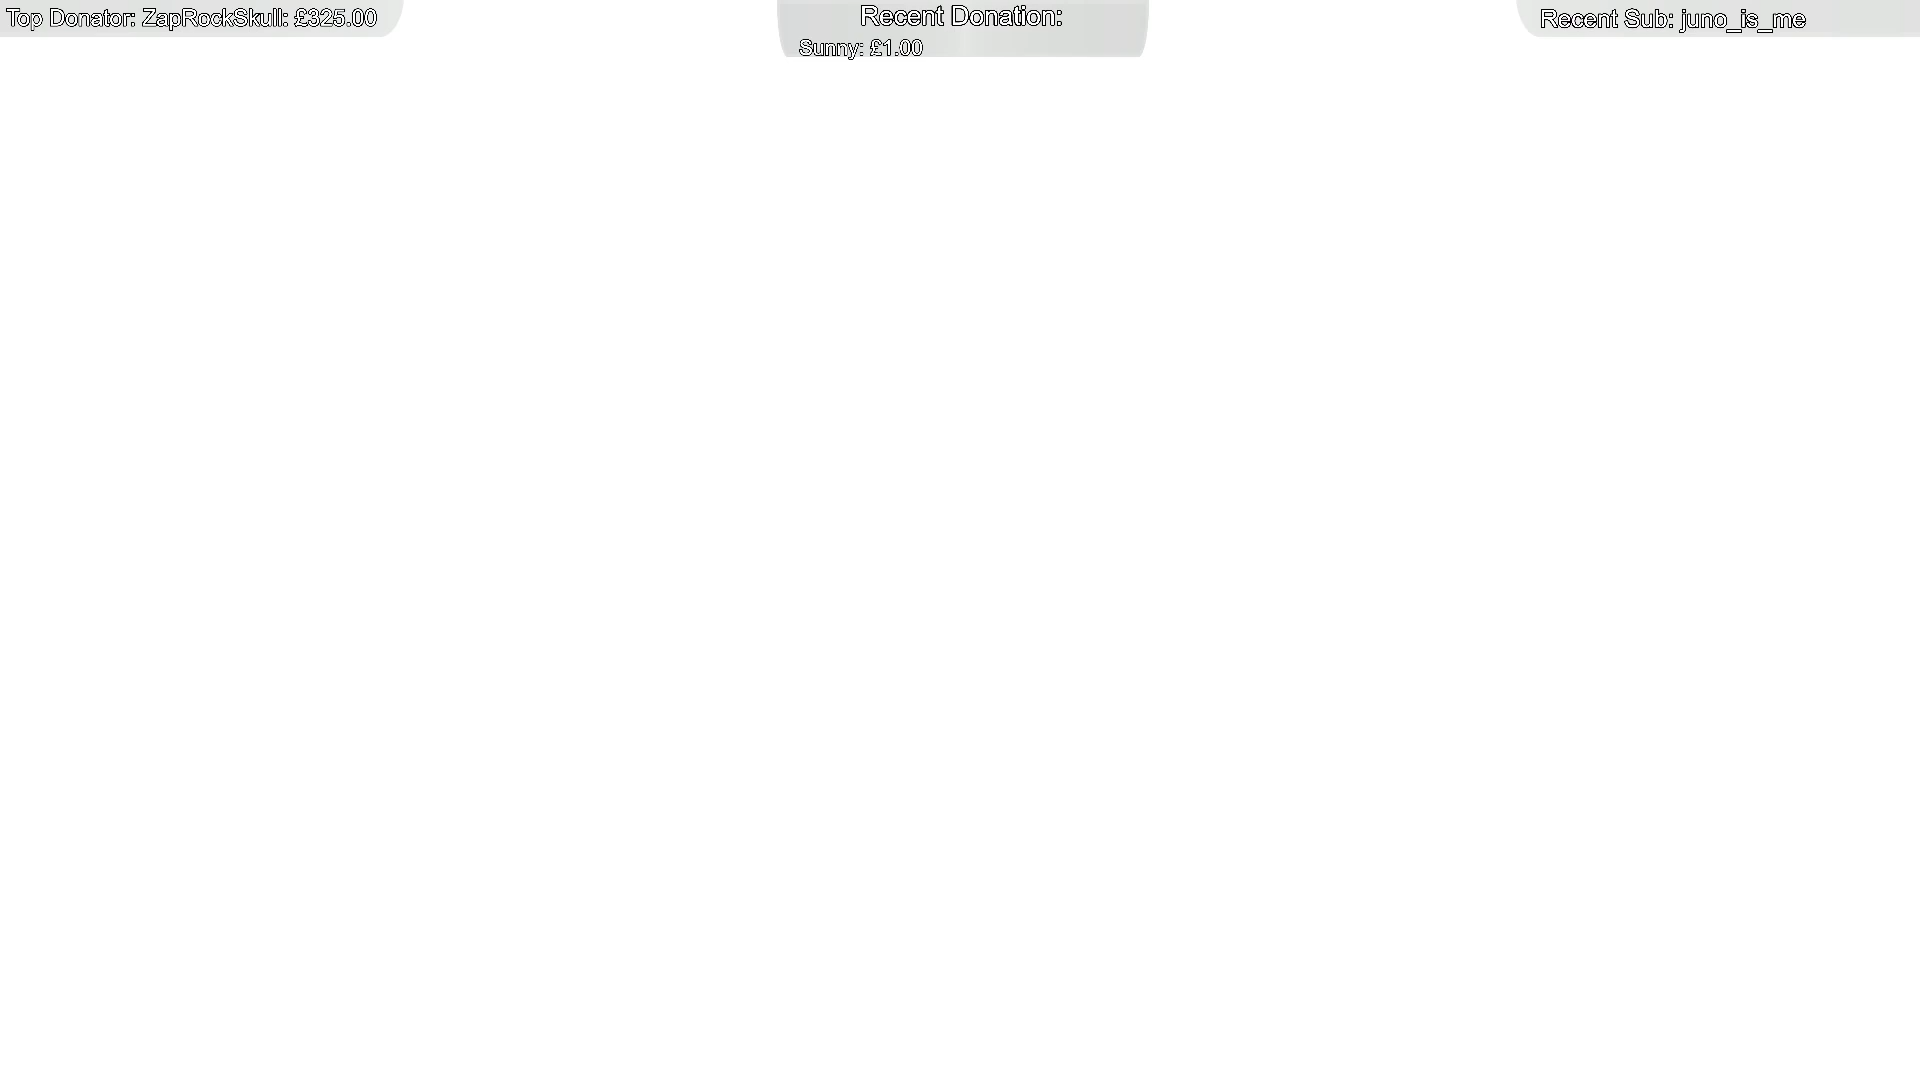 Top Donator: ZapRockSkull: £325.00
Recent Donation:
Sunny: £1.00
Recent Sub: juno_is_me